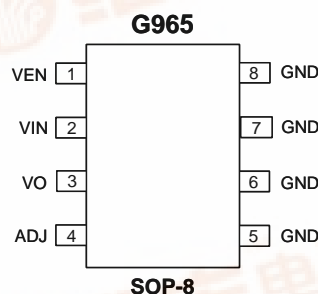 G965
VEN 1 8 GND
VIN 2 7 GND
VO 3 6 GND
ADJ 4 5 GND
SOP-8